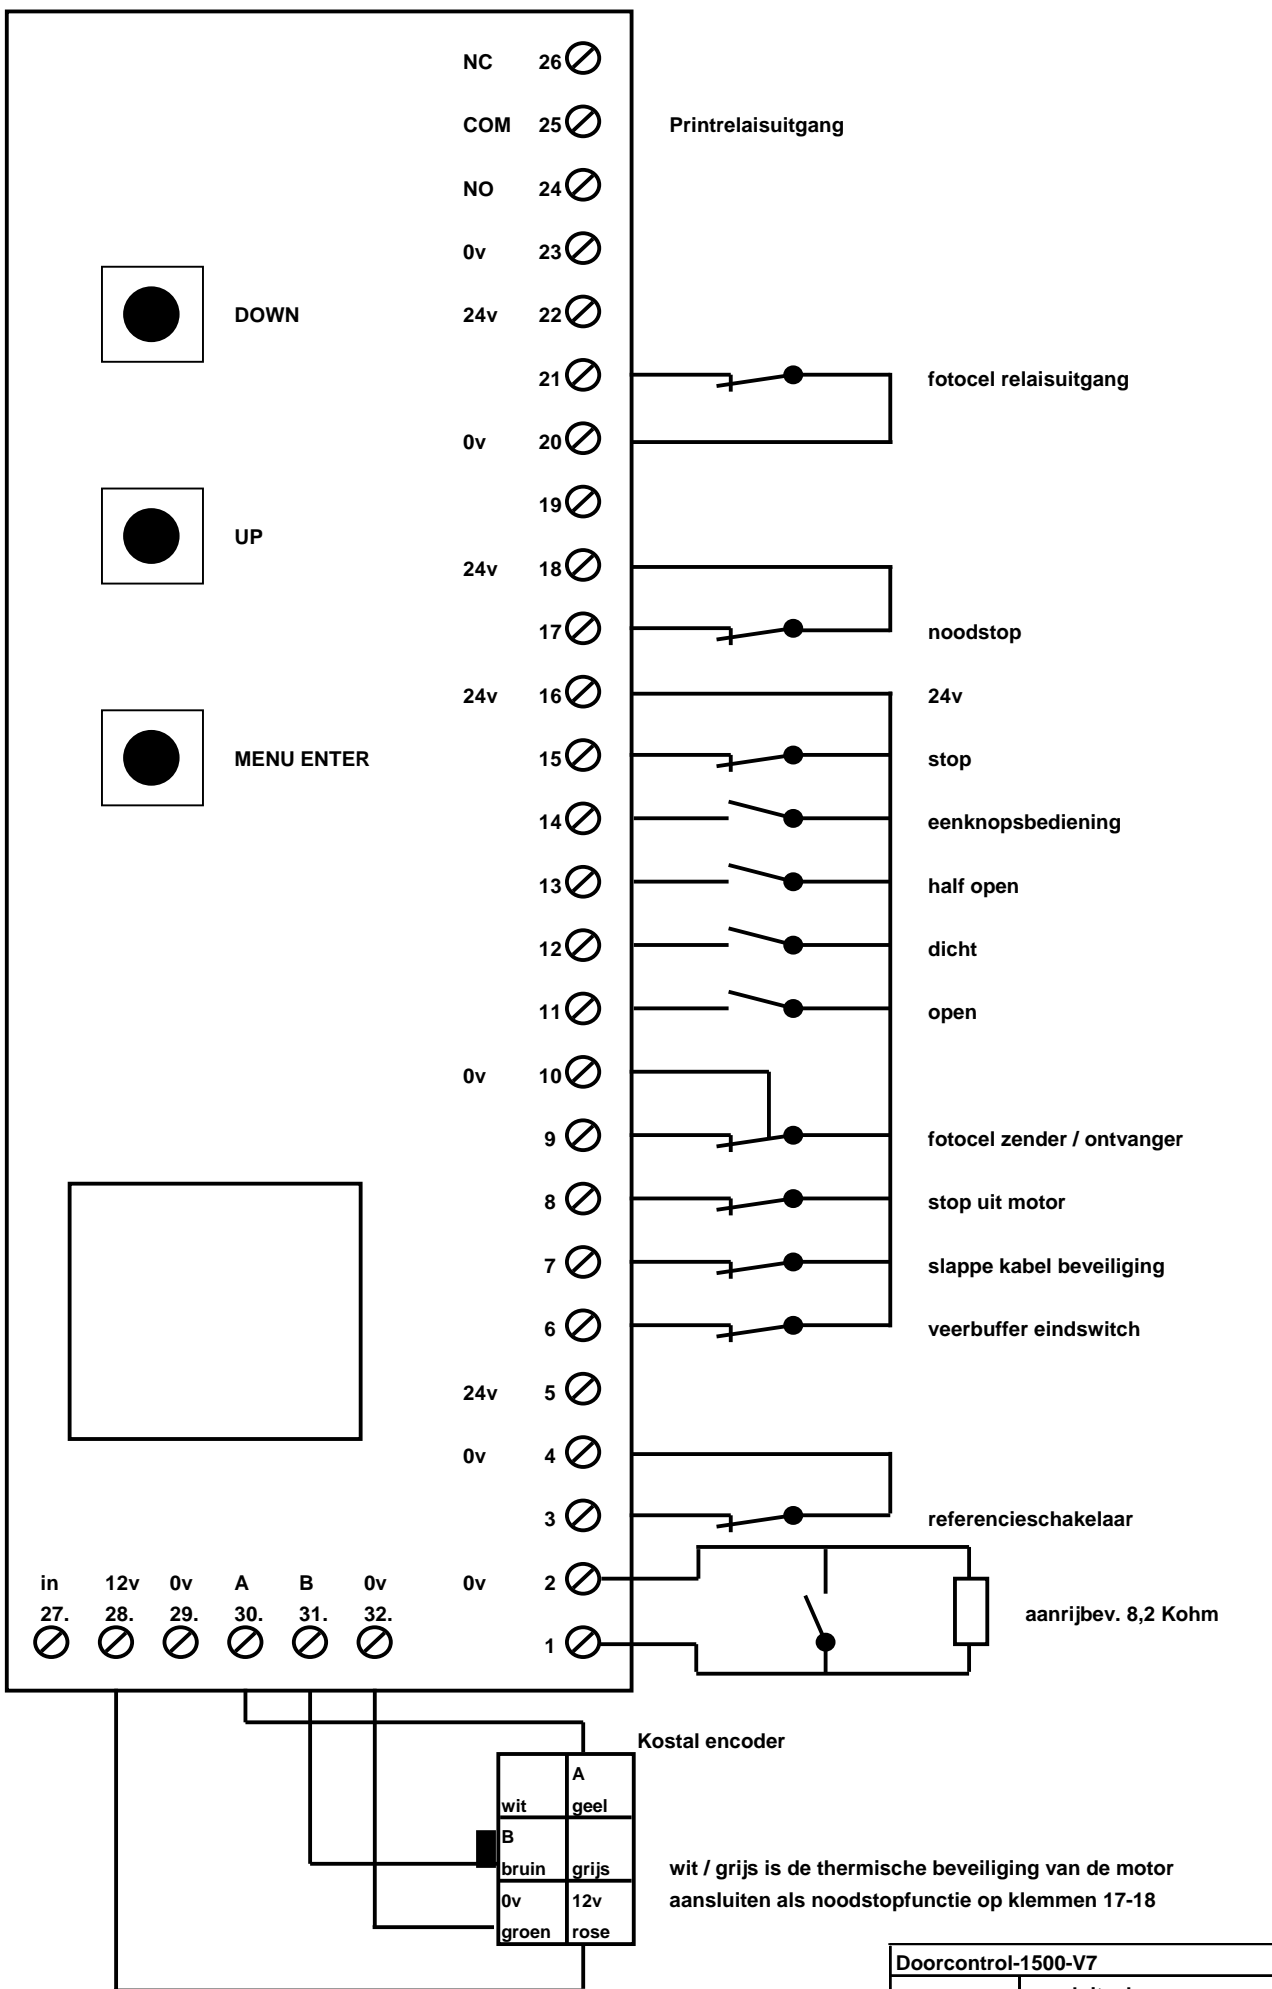 NC 26
COM 25 Printrelaisuitgang
NO 24
0v 23
DOWN 24v 22
21 fotocel relaisuitgang
0v 20
19
UP
24v 18
17 noodstop
24v 16 24v
MENU ENTER 15 stop
14 eenknopsbediening
13 half open
12 dicht
11 open
0v 10
9 fotocel zender / ontvanger
8 stop uit motor
7 slappe kabel beveiliging
6 veerbuffer eindswitch
24v 5
0v 4
3 referencieschakelaar
in 12v 0v A B 0v 0v 2
27. 28. 29. 30. 31. 32. aanrijbev. 8,2 Kohm
1
Kostal encoder
A
wit geel
B
bruin grijs wit / grijs is de thermische beveiliging van de motor
0v 12v aansluiten als noodstopfunctie op klemmen 17-18
groen rose
Doorcontrol-1500-V7